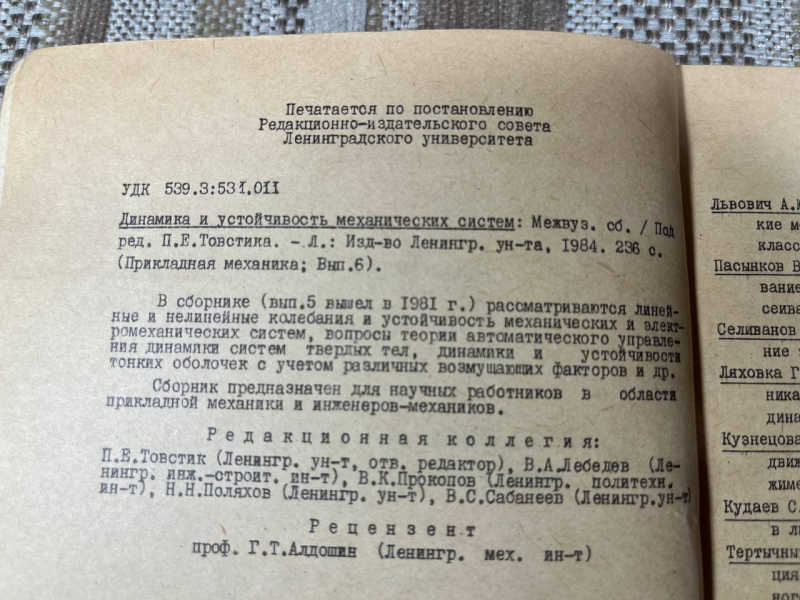 Печатается по постановлению
Редакционно-издательского совета
Ленинградского университета
УДК 539.3:531.011
Динамика и устойчивость механических систем: Межвуз. сб. / Под
ред. П.Е.Товстика. – Л.: Изд-во Ленингр. ун-та, 1984. 236 с.
(Прикладная механика; Вып.6).
В сборнике (вып.5 вышел в 1981 г.) рассматриваются линей-
ные и нелинейные колебания и устойчивость механических и элект-
ромеханических систем, вопросы теории автоматического управле-
ния динамики систем твердых тел, динамики и устойчивости
тонких оболочек с учетом различных возмущающих факторов и др.
Сборник предназначен для научных работников в области
прикладной механики и инженеров-механиков.
Редакционная коллегия:
П.Е.Товстик (Ленингр. ун-т, отв. редактор), В.А.Лебедев (Ле-
нингр. инж.-строит. ин-т), В.К.Прокопов (Ленингр. политехн.
ин-т), Н.Н.Поляхов (Ленингр. ун-т), В.С.Сабанеев (Ленингр.ун-т)
Рецензент
проф. Г.Т.Алдошин (Ленингр. мех. ин-т)
Львович А.Ю
кие м
класс
Пасынков В
вание
сеива
Селиванов
ние
Ляховка Г
ника
дина
Кузнецова
движ
жиме
Кудаев С.
в ли
Тертычны
ция
ног